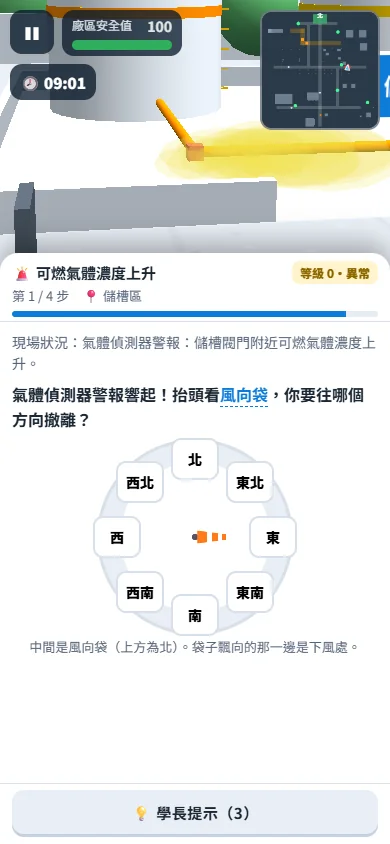 廠區安全值 100
09:01
北
可燃氣體濃度上升
等級 0・異常
第 1 / 4 步 儲槽區
現場狀況：氣體偵測器警報：儲槽閥門附近可燃氣體濃度上
升。
氣體偵測器警報響起！抬頭看風向袋，你要往哪個
方向撤離？
北
西北
東北
西
東
西南
東南
南
中間是風向袋（上方為北）。袋子飄向的那一邊是下風處。
學長提示（3）